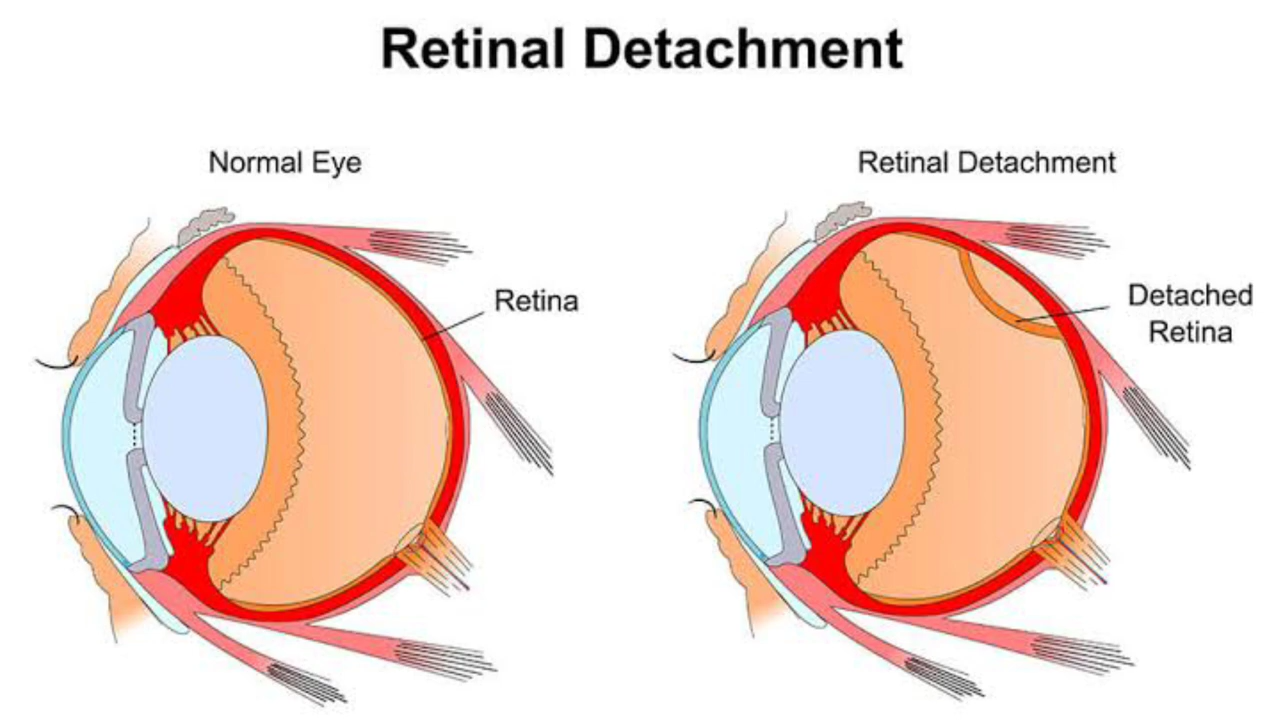 Retinal Detachment
Normal Eye
Retina
Retinal Detachment
Detached
Retina